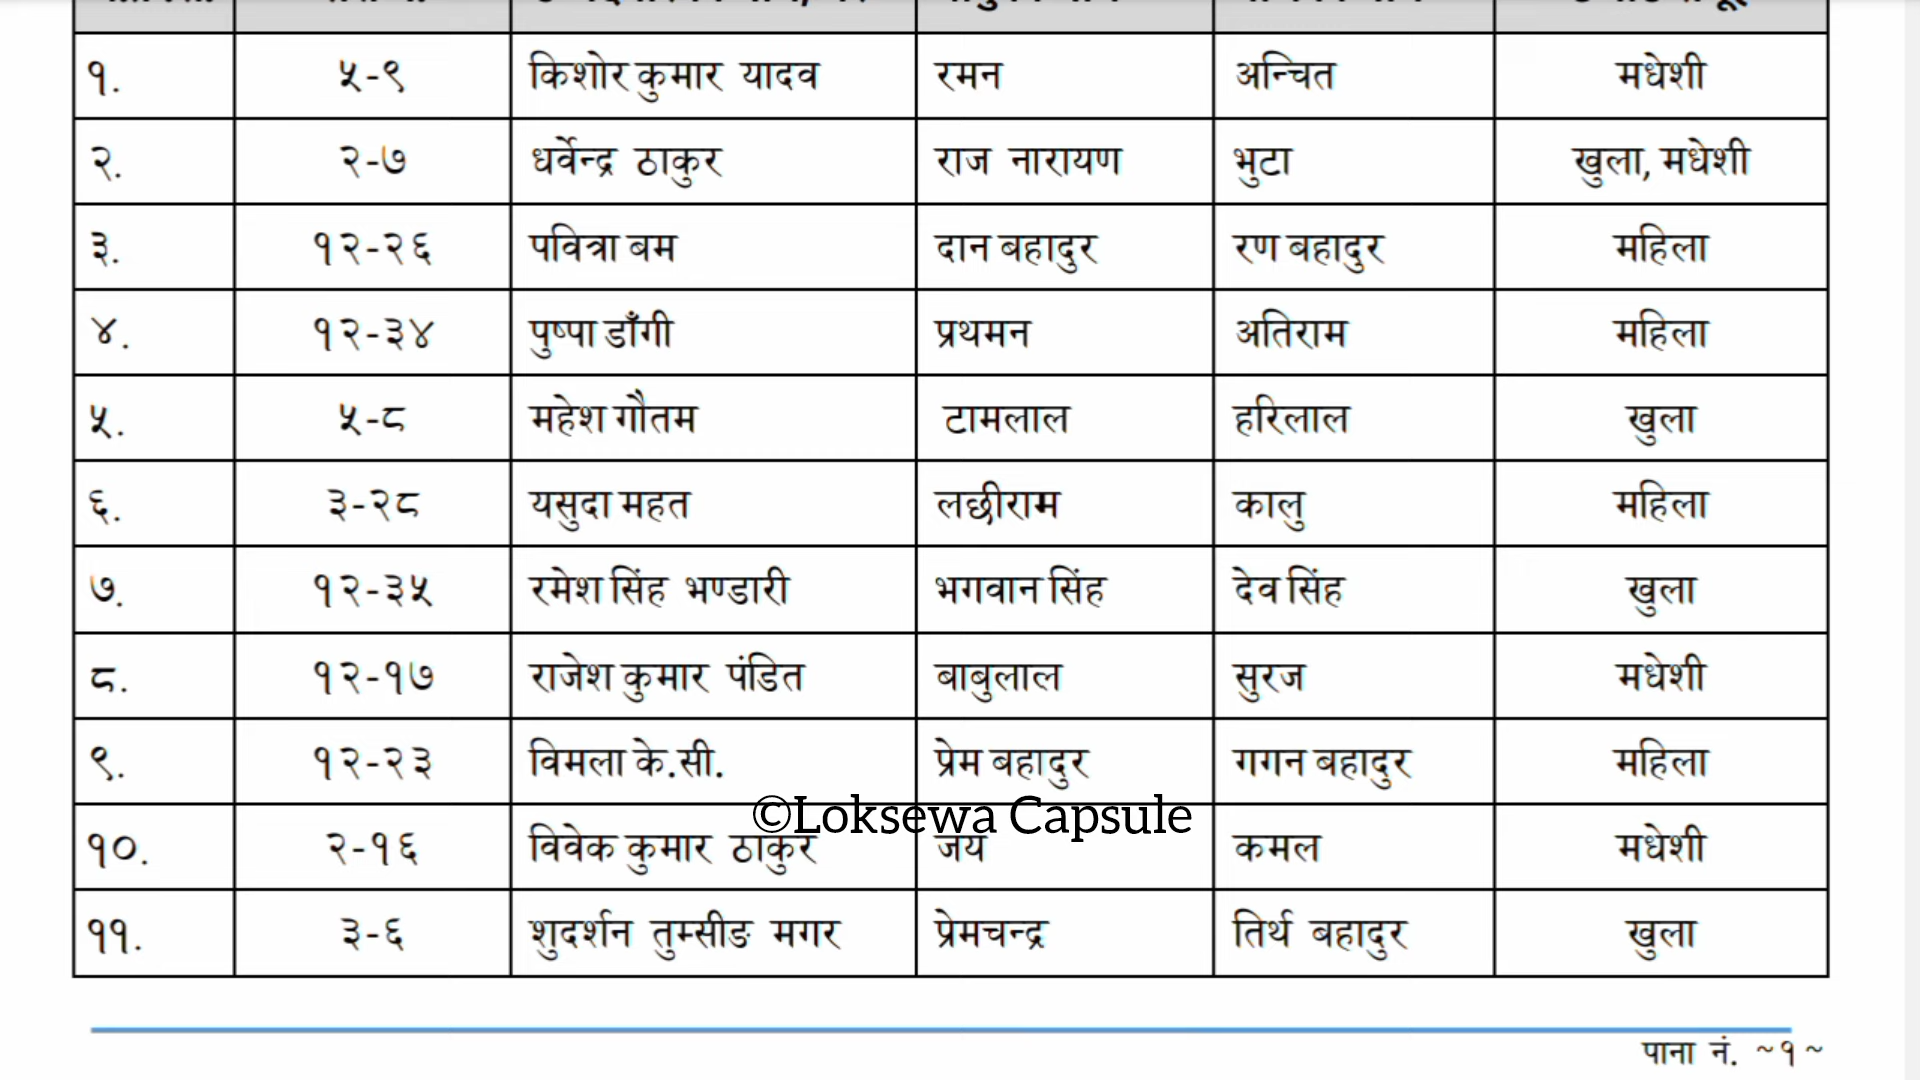 १. ५-९ किशोर कुमार यादव रमन अन्चित मधेशी
२. २-७ धर्वेन्द्र ठाकुर राज नारायण भुटा खुला, मधेशी
३. १२-२६ पवित्रा बम दान बहादुर रण बहादुर महिला
४. १२-३४ पुष्पा डाँगी प्रथमन अतिराम महिला
५. ५-८ महेश गौतम टामलाल हरिलाल खुला
६. ३-२८ यसुदा महत लछीराम कालु महिला
७. १२-३५ रमेश सिंह भण्डारी भगवान सिंह देव सिंह खुला
८. १२-१७ राजेश कुमार पंडित बाबुलाल सुरज मधेशी
९. १२-२३ विमला के.सी. प्रेम बहादुर गगन बहादुर महिला
©Loksewa Capsule
१०. २-१६ विवेक कुमार ठाकुर जय कमल मधेशी
११. ३-६ शुदर्शन तुम्सीङ मगर प्रेमचन्द्र तिर्थ बहादुर खुला
पाना नं. ~१~